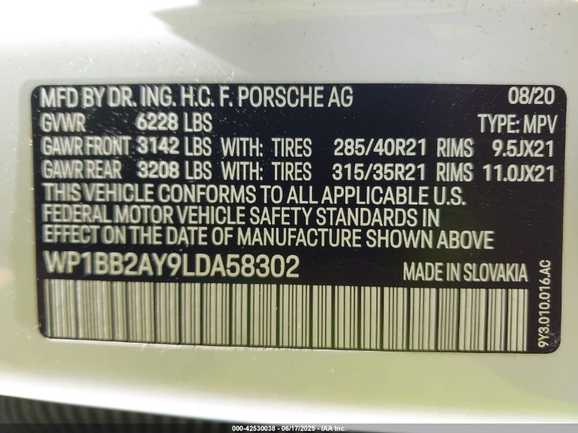 MFD BY DR. ING. H.C. F. PORSCHE AG 08/20
GVWR 6228 LBS TYPE: MPV
GAWR FRONT 3142 LBS WITH: TIRES 285/40R21 RIMS 9.5JX21
GAWR REAR 3208 LBS WITH: TIRES 315/35R21 RIMS 11.0JX21
THIS VEHICLE CONFORMS TO ALL APPLICABLE U.S.
FEDERAL MOTOR VEHICLE SAFETY STANDARDS IN
EFFECT ON THE DATE OF MANUFACTURE SHOWN ABOVE
WP1BB2AY9LDA58302 MADE IN SLOVAKIA
9Y3.010.016.AC
000-42530038 - 06/17/2025 - IAA Inc.